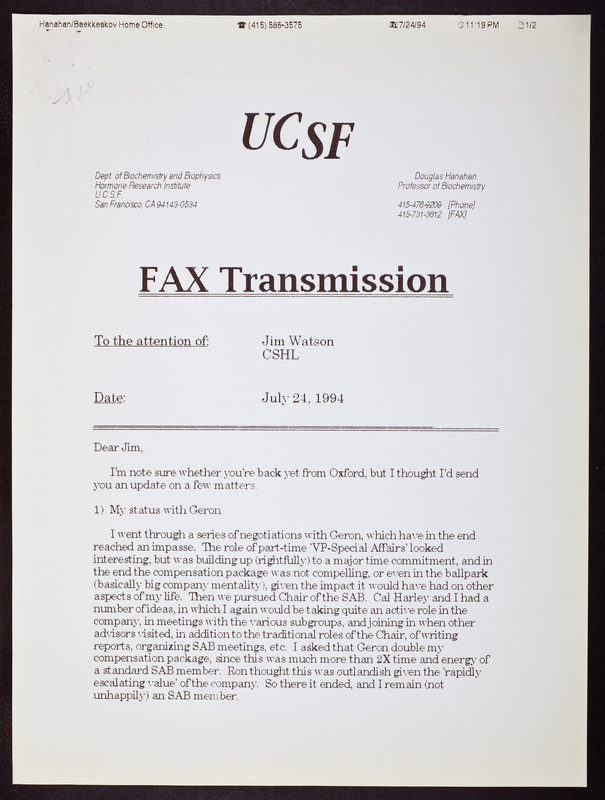 Hanahan/Baekkeskov Home Office ☎ (415) 586-3575 7/24/94 11:19 PM 1/2
UCSF
Dept. of Biochemistry and Biophysics
Hormone Research Institute
U.C.S.F.
San Francisco, CA 94143-0534
Douglas Hanahan
Professor of Biochemistry
415-476-9209 [Phone]
415-731-3612 [FAX]
FAX Transmission
To the attention of: Jim Watson
CSHL
Date: July 24, 1994
Dear Jim,
I'm note sure whether you're back yet from Oxford, but I thought I'd send
you an update on a few matters.
1) My status with Geron
I went through a series of negotiations with Geron, which have in the end
reached an impasse. The role of part-time 'VP-Special Affairs' looked
interesting, but was building up (rightfully) to a major time commitment, and in
the end the compensation package was not compelling, or even in the ballpark
(basically big company mentality), given the impact it would have had on other
aspects of my life. Then we pursued Chair of the SAB. Cal Harley and I had a
number of ideas, in which I again would be taking quite an active role in the
company, in meetings with the various subgroups, and joining in when other
advisors visited, in addition to the traditional roles of the Chair, of writing
reports, organizing SAB meetings, etc. I asked that Geron double my
compensation package, since this was much more than 2X time and energy of
a standard SAB member. Ron thought this was outlandish given the 'rapidly
escalating value' of the company. So there it ended, and I remain (not
unhappily) an SAB member.